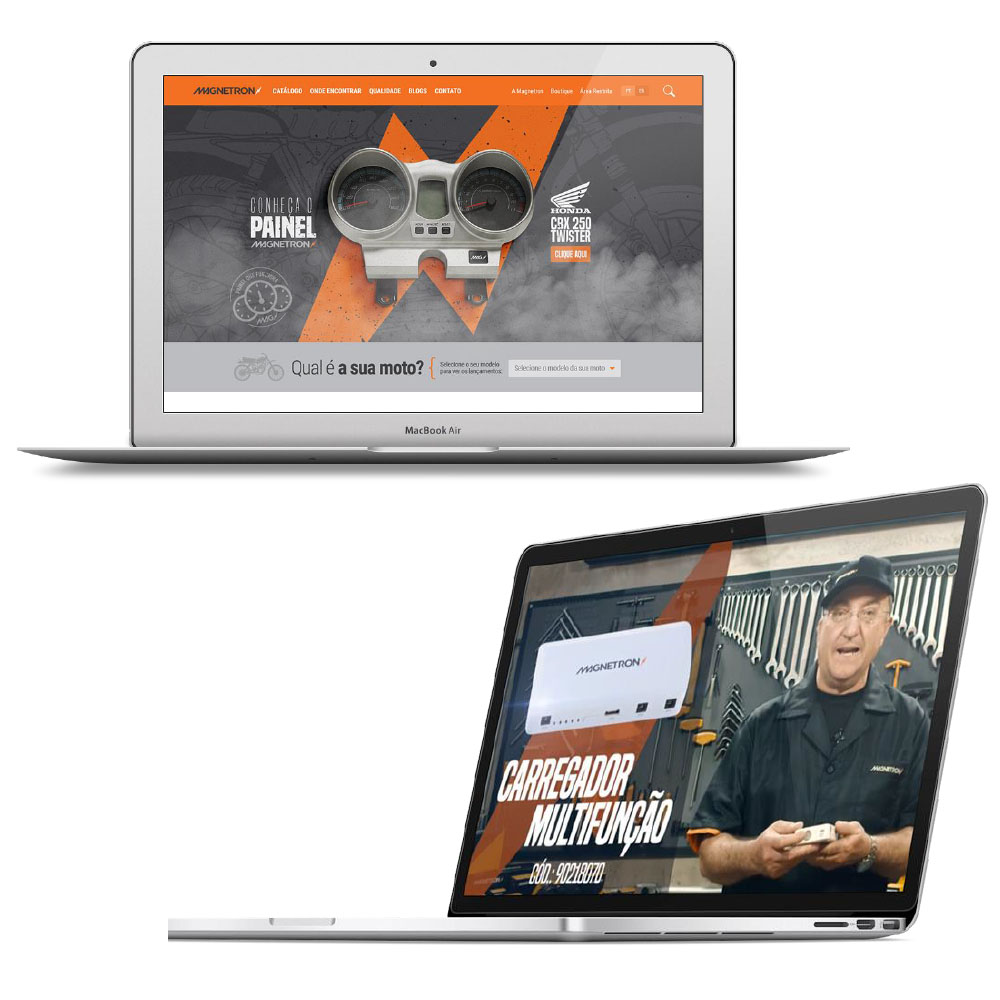 MAGNETRON CATÁLOGO ONDE ENCONTRAR QUALIDADE BLOGS CONTATO A Magnetron Boutique Área Restrita PT ES
CONHEÇA O
PAINEL
MAGNETRON
HONDA
CBX 250
TWISTER
CLIQUE AQUI
MAG
Qual é a sua moto?
Selecione o seu modelo
para ver os lançamentos:
Selecione o modelo da sua moto
MacBook Air
MAGNETRON
MAGNETRON
CARREGADOR
MULTIFUNÇÃO
CÓD.: 90218070